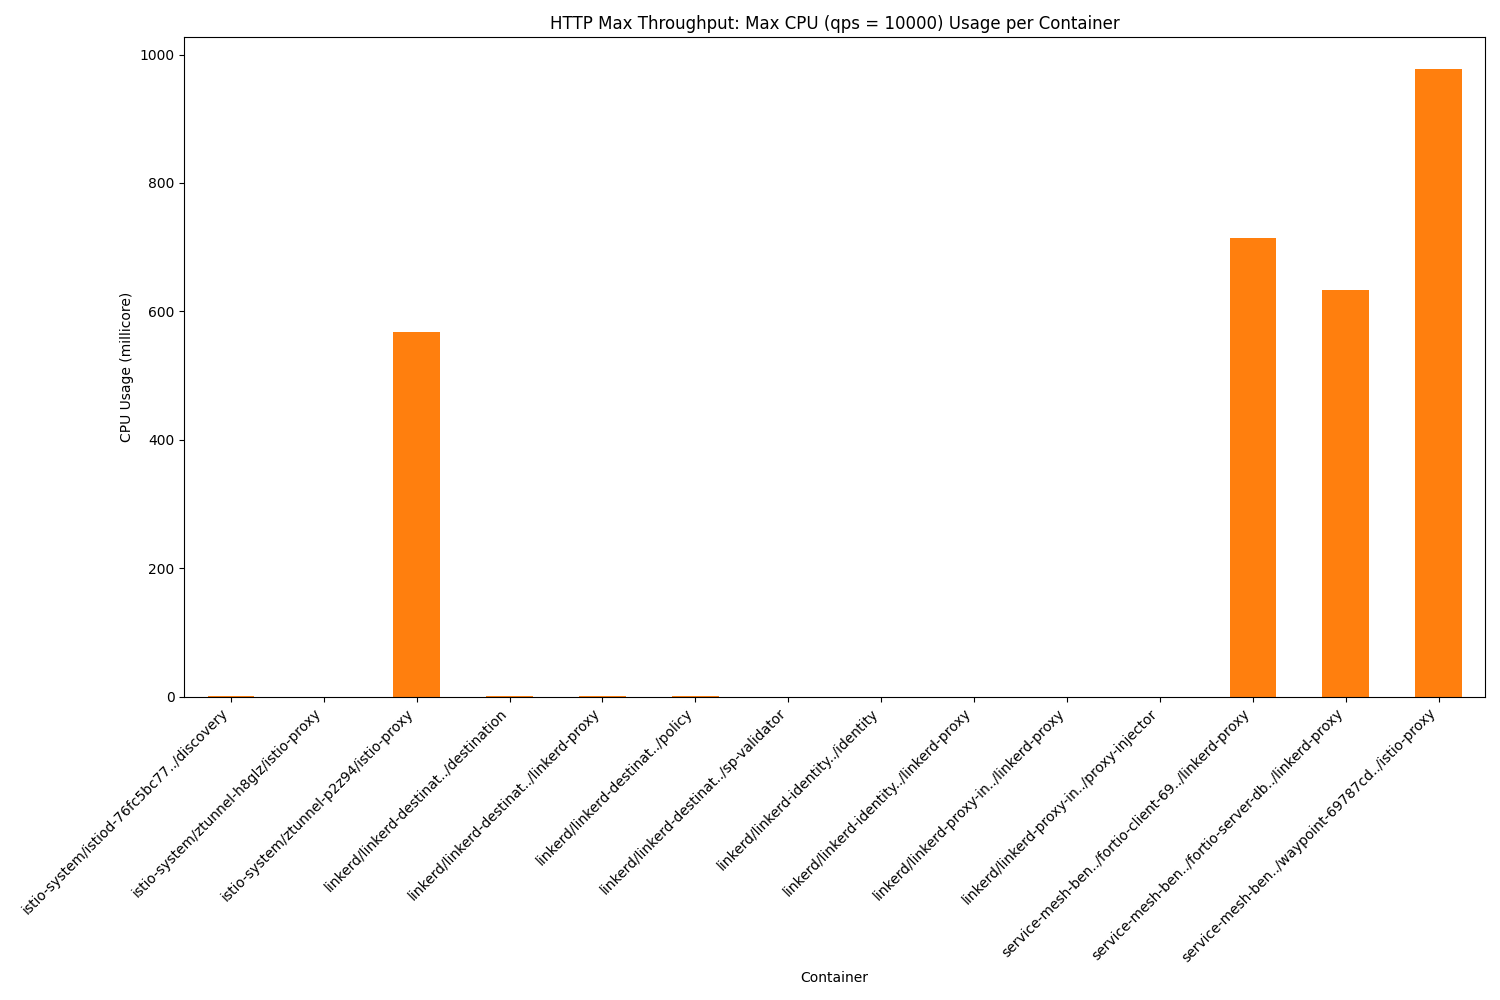 HTTP Max Throughput: Max CPU (qps = 10000) Usage per Container
CPU Usage (millicore)
1000
800
600
400
200
0
istio-system/istiod-76fc5bc77../discovery
istio-system/ztunnel-h8glz/istio-proxy
istio-system/ztunnel-p2z94/istio-proxy
linkerd/linkerd-destinat../destination
linkerd/linkerd-destinat../linkerd-proxy
linkerd/linkerd-destinat../policy
linkerd/linkerd-destinat../sp-validator
linkerd/linkerd-identity../identity
linkerd/linkerd-identity../linkerd-proxy
linkerd/linkerd-proxy-in../linkerd-proxy
linkerd/linkerd-proxy-in../proxy-injector
service-mesh-ben../fortio-client-69../linkerd-proxy
service-mesh-ben../fortio-server-db../linkerd-proxy
service-mesh-ben../waypoint-69787cd../istio-proxy
Container